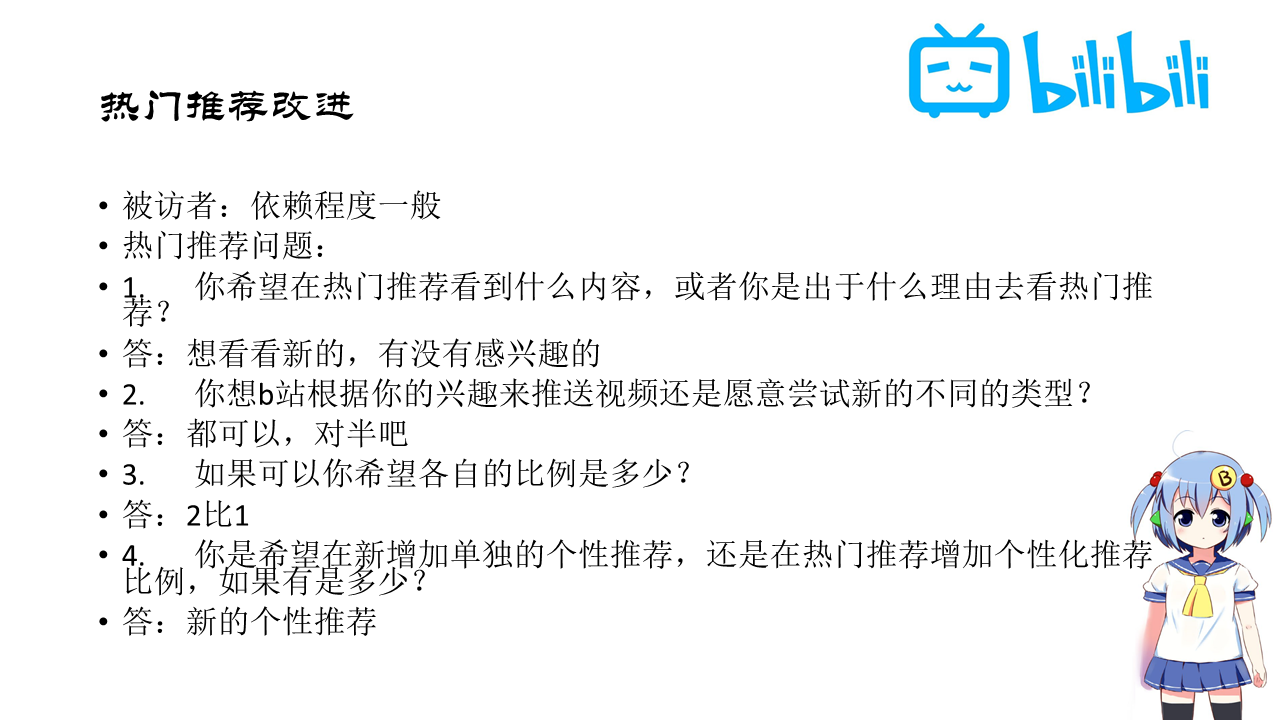 bilibili
热门推荐改进
• 被访者：依赖程度一般
• 热门推荐问题：
• 1. 你希望在热门推荐看到什么内容，或者你是出于什么理由去看热门推
荐？
• 答：想看看新的，有没有感兴趣的
• 2. 你想b站根据你的兴趣来推送视频还是愿意尝试新的不同的类型？
• 答：都可以，对半吧
• 3. 如果可以你希望各自的比例是多少？
• 答：2比1
• 4. 你是希望在新增加单独的个性推荐，还是在热门推荐增加个性化推荐
比例，如果有是多少？
• 答：新的个性推荐
B